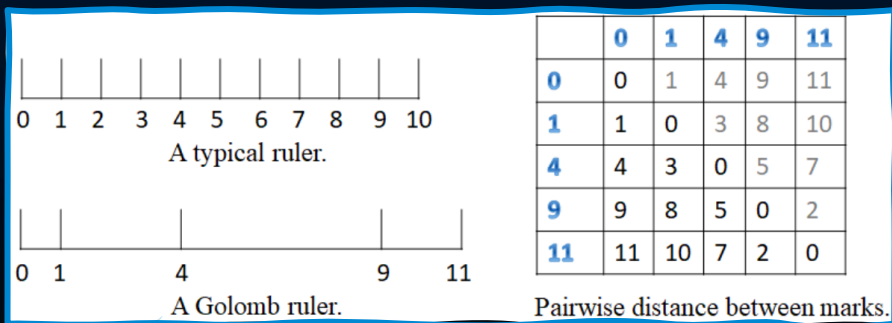 0 1 2 3 4 5 6 7 8 9 10
A typical ruler.
0 1 4 9 11
A Golomb ruler.
0 1 4 9 11
0 0 1 4 9 11
1 1 0 3 8 10
4 4 3 0 5 7
9 9 8 5 0 2
11 11 10 7 2 0
Pairwise distance between marks.